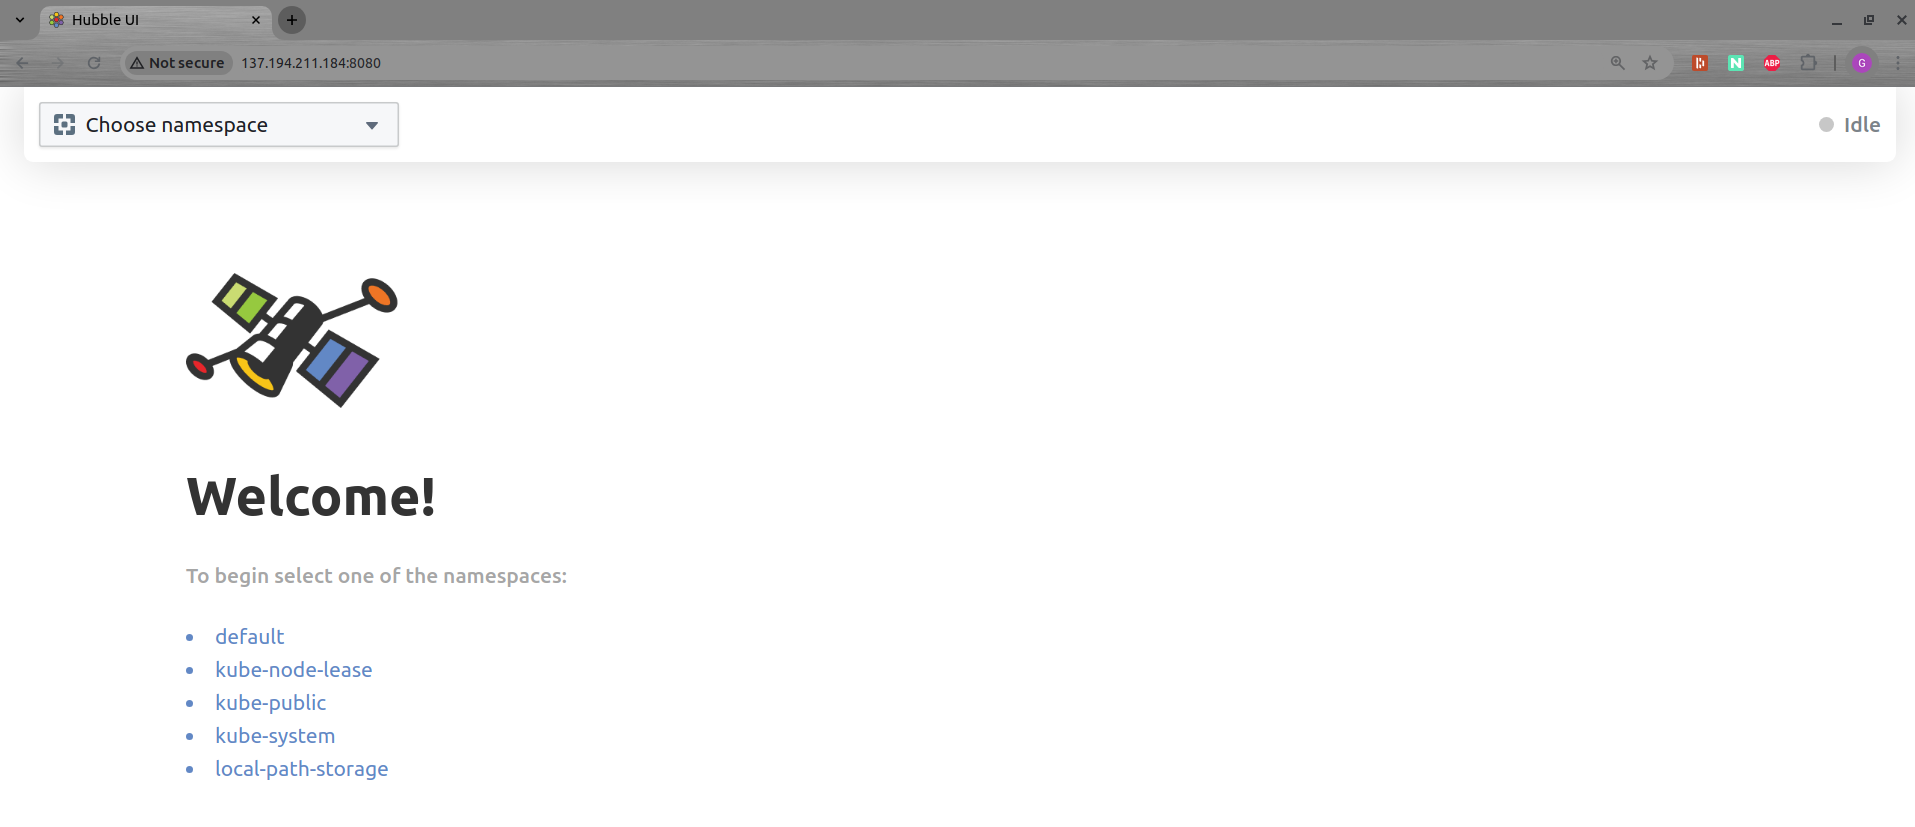 Hubble UI
Not secure 137.194.211.184:8080
N
ABP
G
Choose namespace
Idle
Welcome!
To begin select one of the namespaces:
default
kube-node-lease
kube-public
kube-system
local-path-storage